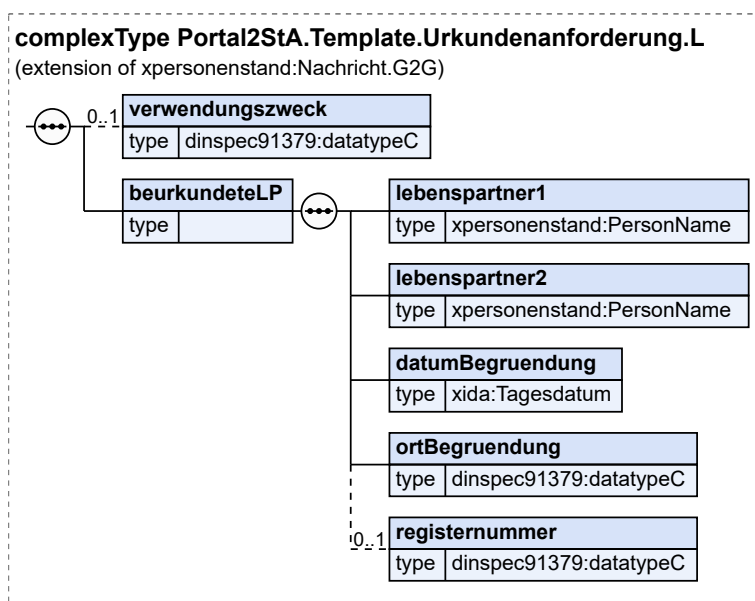 complexType Portal2StA.Template.Urkundenanforderung.L
(extension of xpersonenstand:Nachricht.G2G)
0..1
verwendungszweck
type dinspec91379:datatypeC
beurkundeteLP
type
lebenspartner1
type xpersonenstand:PersonName
lebenspartner2
type xpersonenstand:PersonName
datumBegruendung
type xida:Tagesdatum
ortBegruendung
type dinspec91379:datatypeC
0..1
registernummer
type dinspec91379:datatypeC